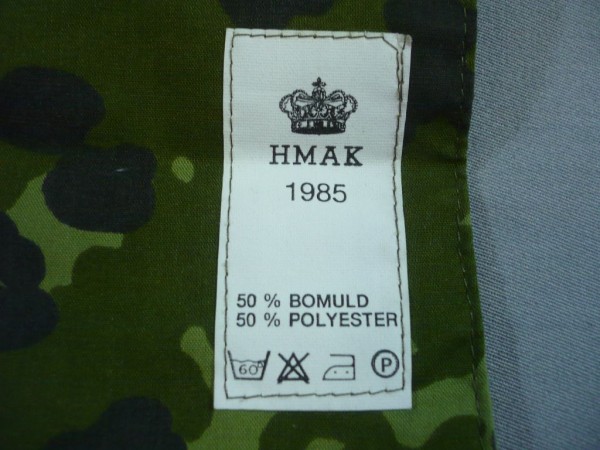 HMAK
1985
50 % BOMULD
50 % POLYESTER
60°
P